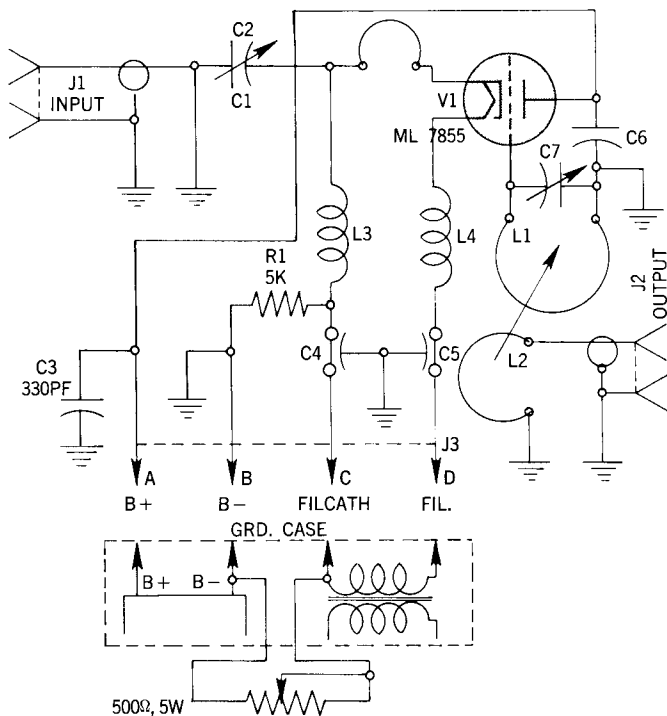 C2
J1
INPUT
C1
V1
ML 7855
C7
C6
L3
L4
L1
R1
5K
J2
OUTPUT
C3
330PF
C4
C5
L2
J3
A
B
C
D
B+
B-
FILCATH
FIL.
GRD. CASE
B+
B-
500Ω, 5W